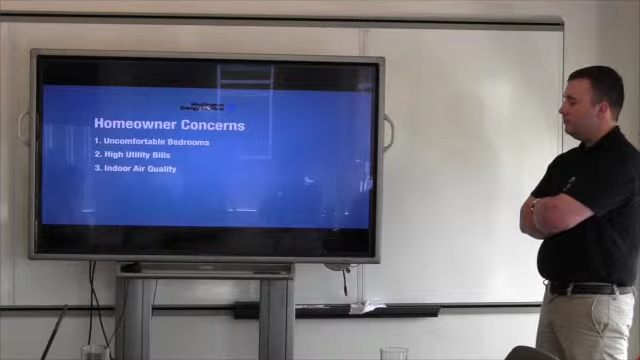 Homeowner Concerns
1. Uncomfortable Bedrooms
2. High Utility Bills
3. Indoor Air Quality